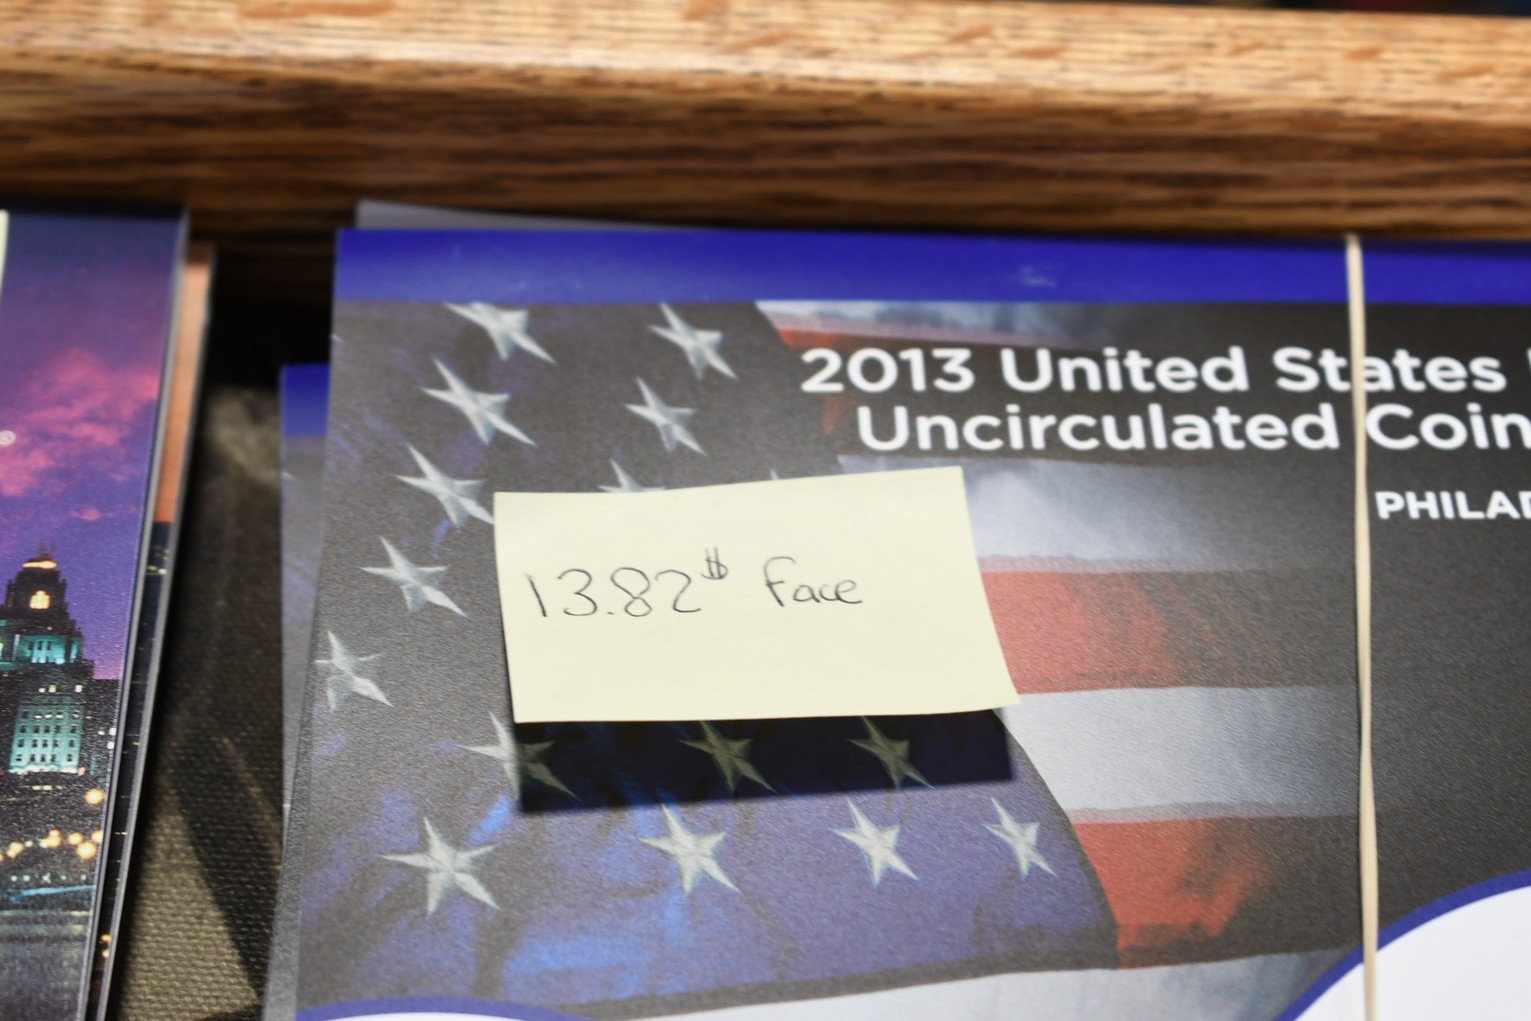 2013 United States
Uncirculated Coin
PHILAD
13.82$ Face